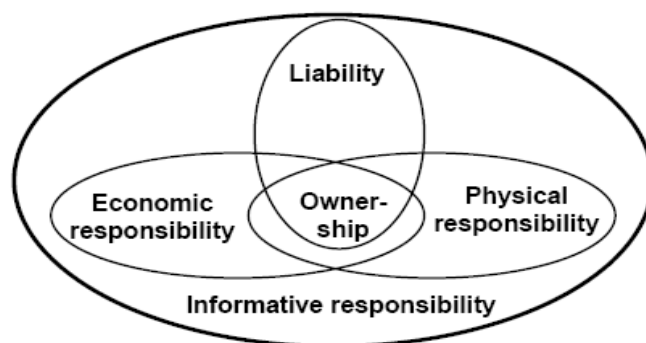 Liability
Economic
responsibility
Owner-
ship
Physical
responsibility
Informative responsibility